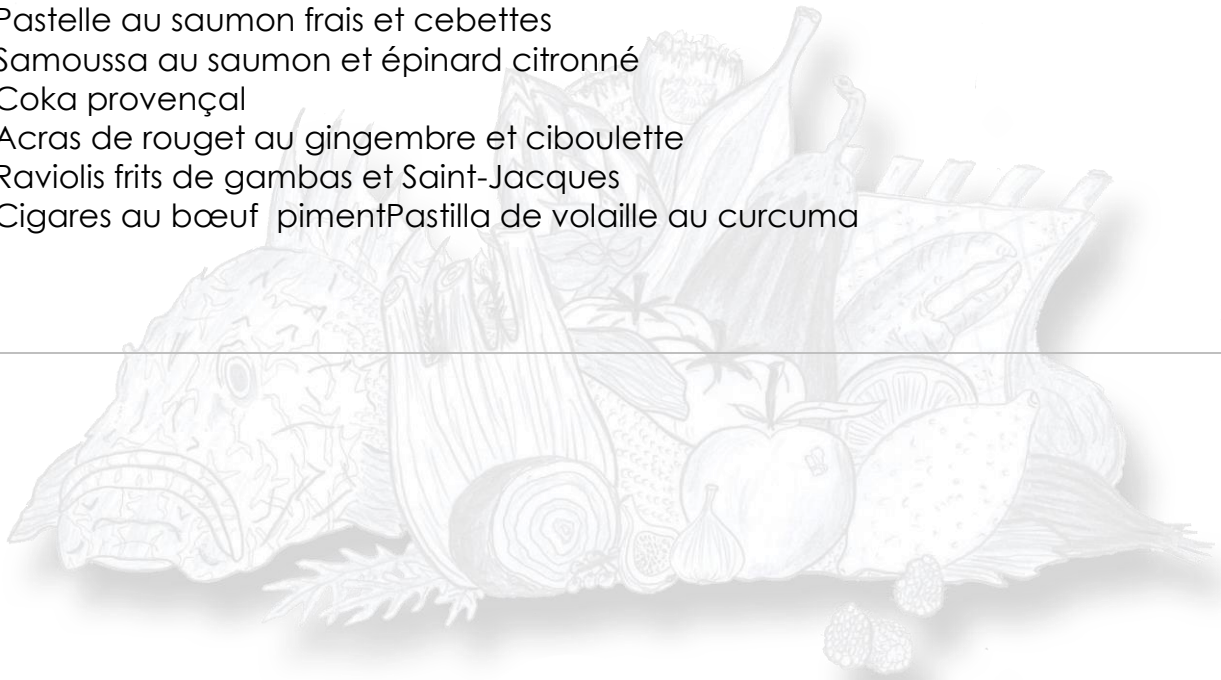 Pastelle au saumon frais et cebettes
Samoussa au saumon et épinard citronné
Coka provençal
Acras de rouget au gingembre et ciboulette
Raviolis frits de gambas et Saint-Jacques
Cigares au bœuf  pimentPastilla de volaille au curcuma